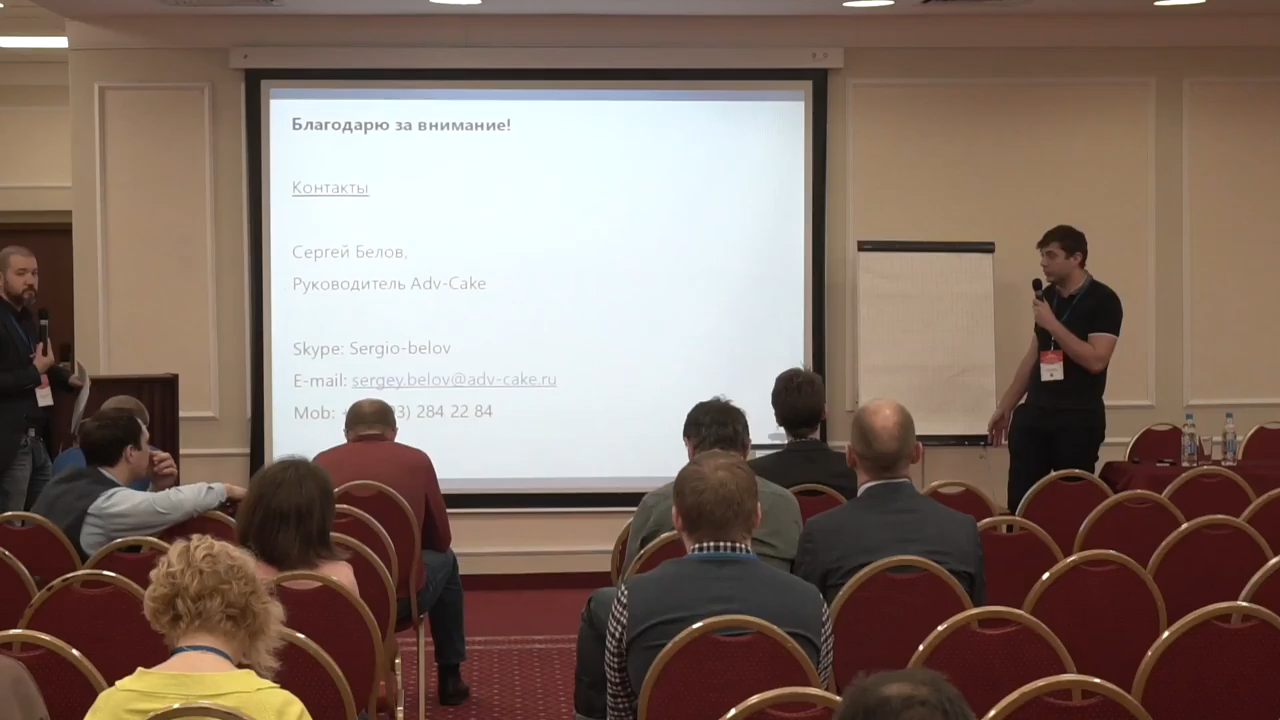 Благодарю за внимание!
Контакты
Сергей Белов,
Руководитель Adv-Cake
Skype: Sergio-belov
E-mail: sergey.belov@adv-cake.ru
Mob: 284 22 84